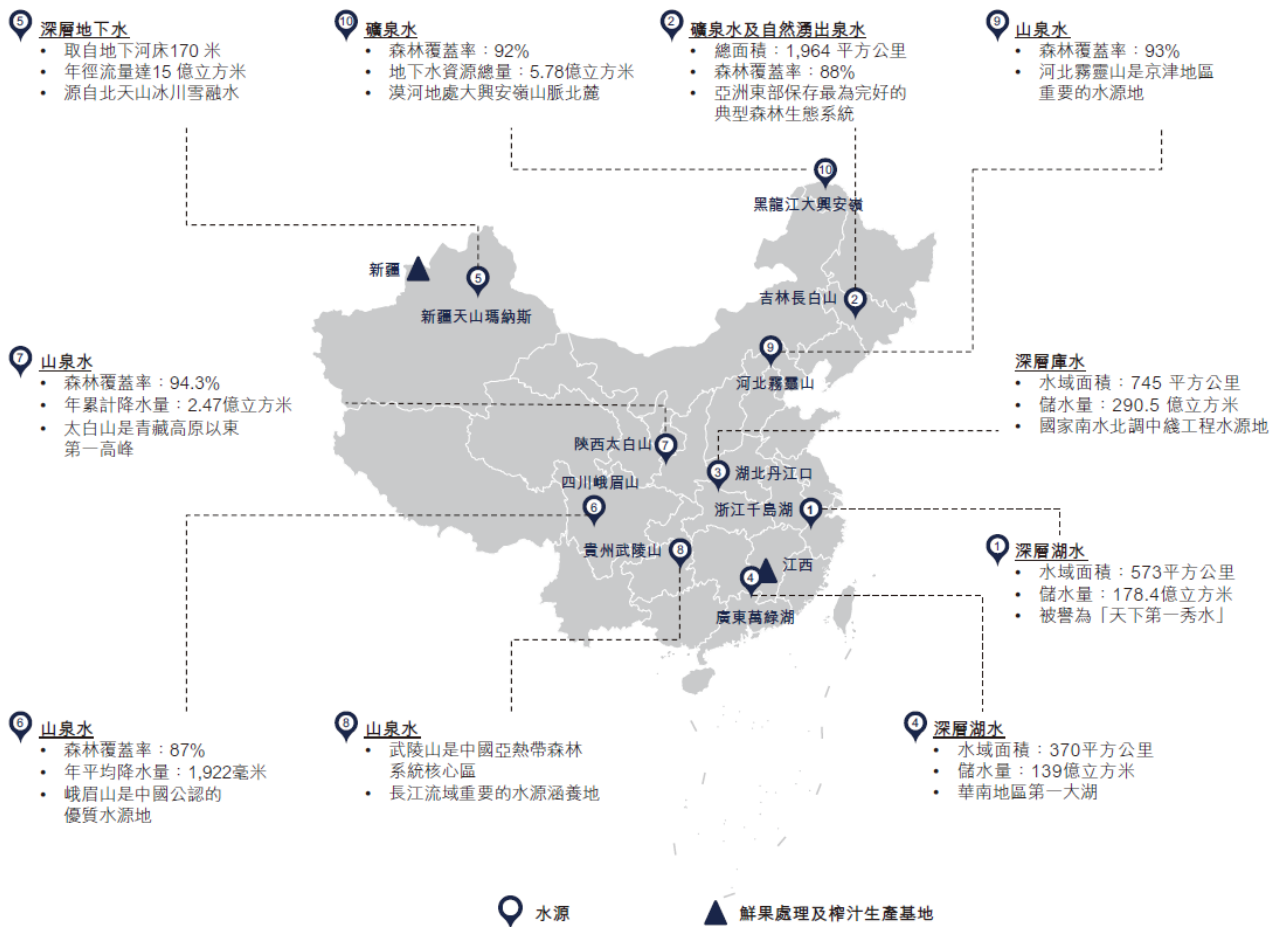 ⑤ 深層地下水
• 取自地下河床170 米
• 年徑流量達15 億立方米
• 源自北天山冰川雪融水
⑩ 礦泉水
• 森林覆蓋率：92%
• 地下水資源總量：5.78億立方米
• 漠河地處大興安嶺山脈北麓
② 礦泉水及自然湧出泉水
• 總面積：1,964 平方公里
• 森林覆蓋率：88%
• 亞洲東部保存最為完好的
典型森林生態系統
⑨ 山泉水
• 森林覆蓋率：93%
• 河北霧靈山是京津地區
重要的水源地
⑩
黑龍江大興安嶺
新疆
⑤
新疆天山瑪納斯
吉林長白山 ②
⑨
河北霧靈山
⑦ 山泉水
• 森林覆蓋率：94.3%
• 年累計降水量：2.47億立方米
• 太白山是青藏高原以東
第一高峰
深層庫水
• 水域面積：745 平方公里
• 儲水量：290.5 億立方米
• 國家南水北調中綫工程水源地
陝西太白山 ⑦
③ 湖北丹江口
四川峨眉山
⑥
浙江千島湖 ①
貴州武陵山 ⑧
江西
④
廣東萬綠湖
① 深層湖水
• 水域面積：573平方公里
• 儲水量：178.4億立方米
• 被譽為「天下第一秀水」
⑥ 山泉水
• 森林覆蓋率：87%
• 年平均降水量：1,922毫米
• 峨眉山是中國公認的
優質水源地
⑧ 山泉水
• 武陵山是中國亞熱帶森林
系統核心區
• 長江流域重要的水源涵養地
④ 深層湖水
• 水域面積：370平方公里
• 儲水量：139億立方米
• 華南地區第一大湖
水源
鮮果處理及榨汁生產基地